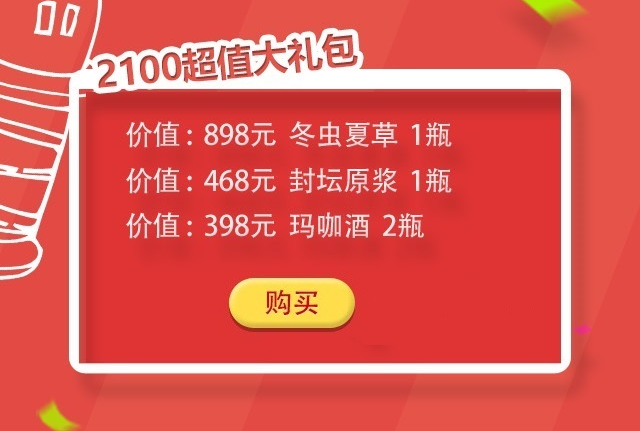 2100超值大礼包
价值：898元 冬虫夏草 1瓶
价值：468元 封坛原浆 1瓶
价值：398元 玛咖酒 2瓶
购买